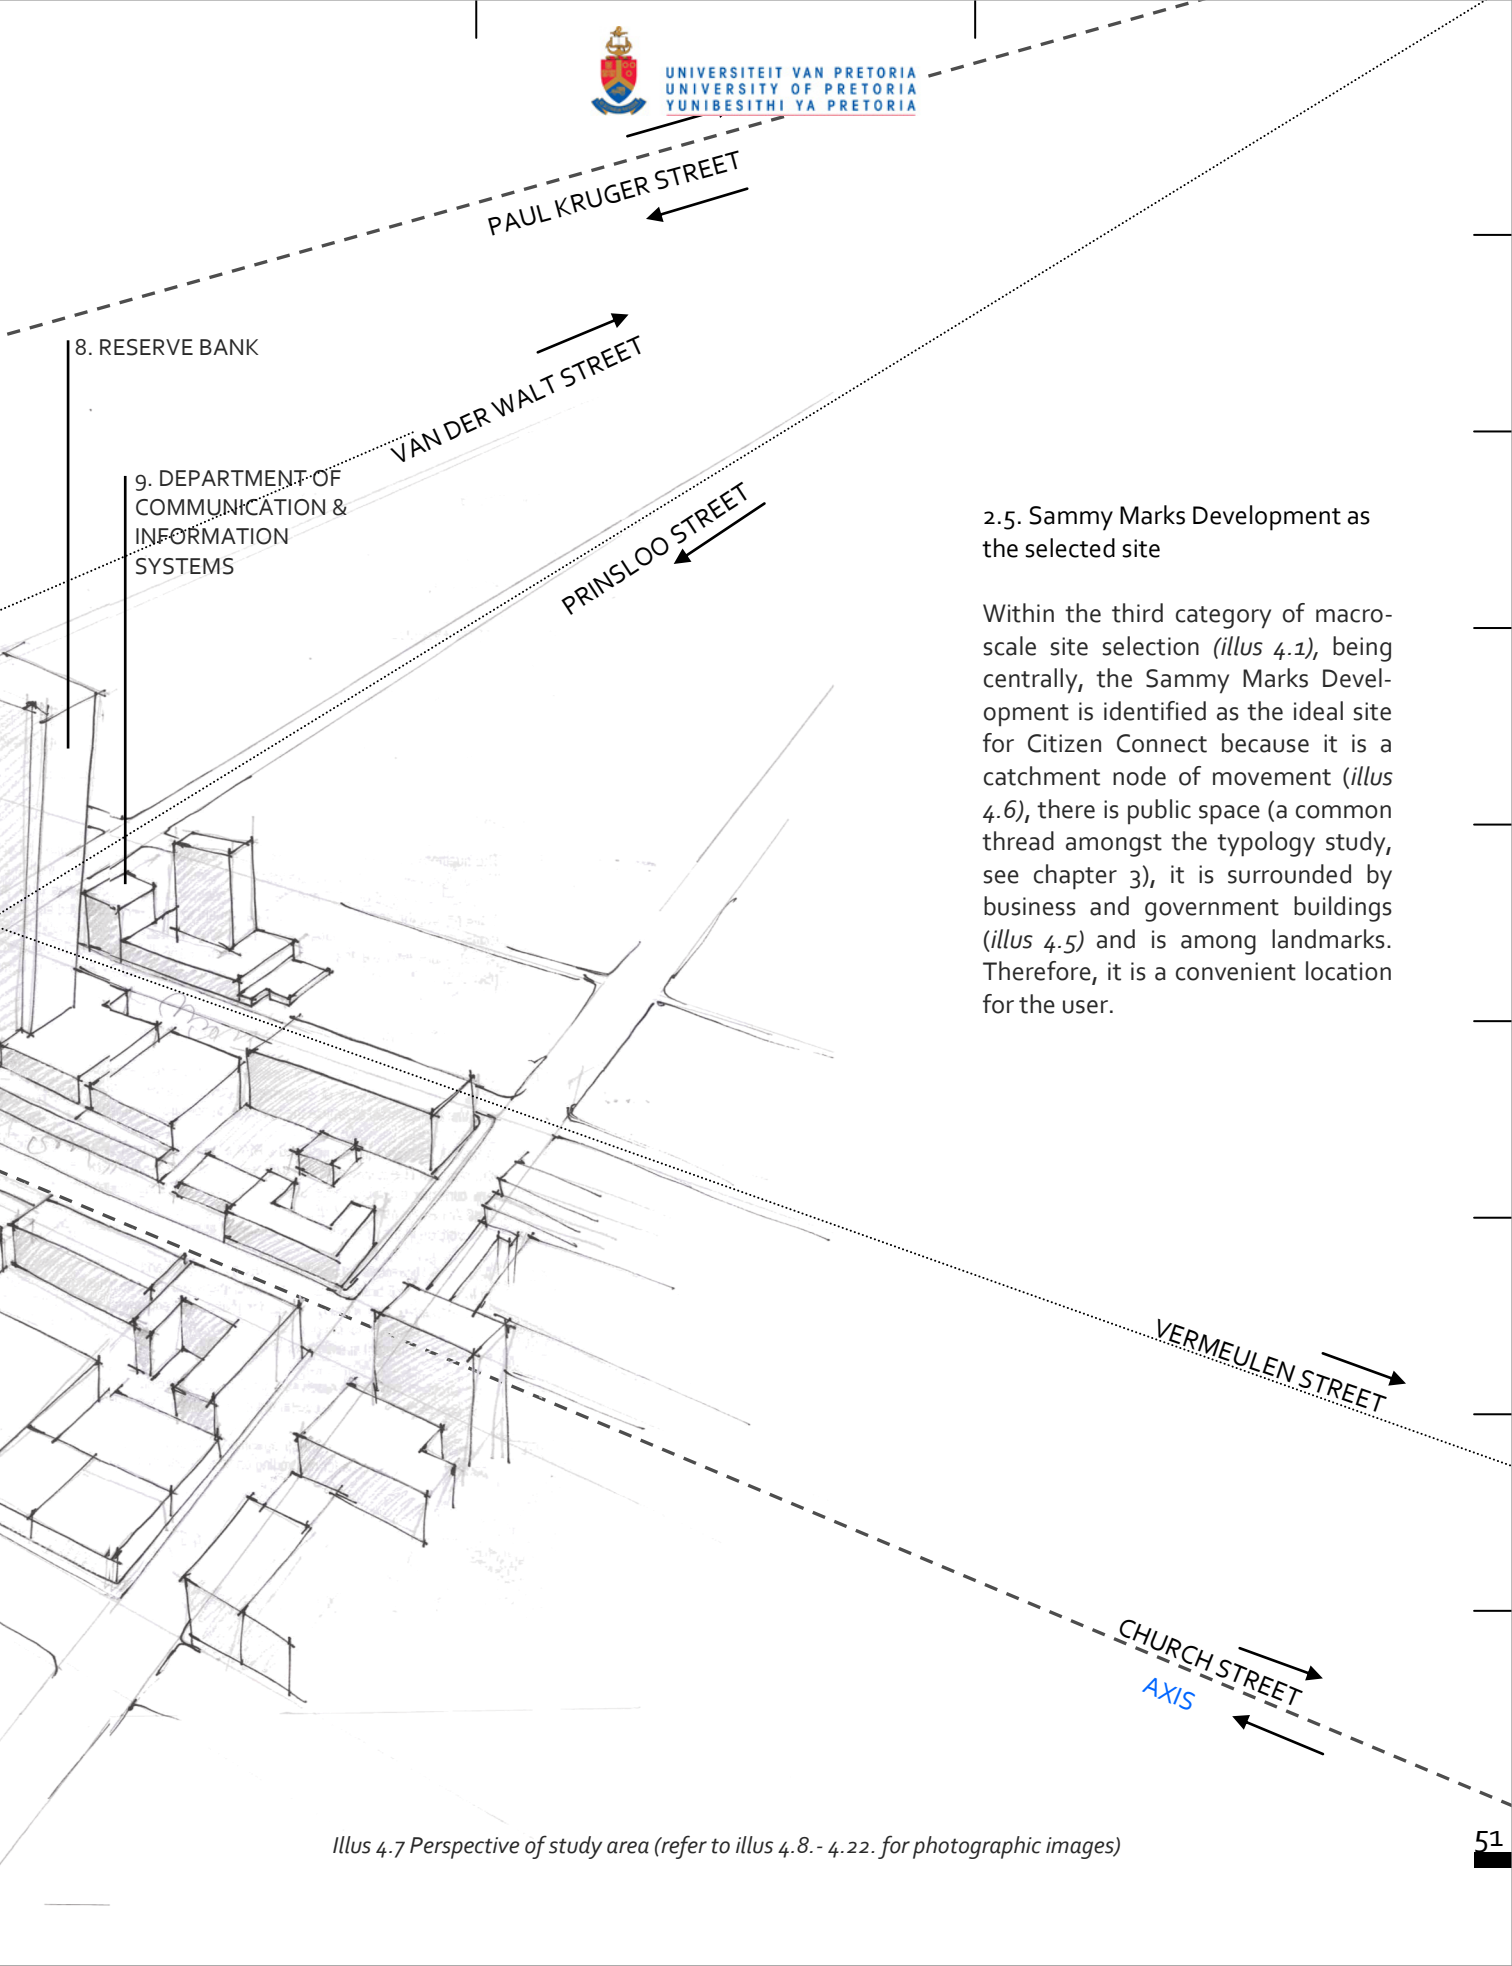 UNIVERSITEIT VAN PRETORIA
UNIVERSITY OF PRETORIA
YUNIBESITHI YA PRETORIA
PAUL KRUGER STREET
8. RESERVE BANK
VAN DER WALT STREET
9. DEPARTMENT OF
COMMUNICATION &
INFORMATION
SYSTEMS
PRINSLOO STREET
2.5. Sammy Marks Development as
the selected site
Within the third category of macro-
scale site selection (illus 4.1), being
centrally, the Sammy Marks Devel-
opment is identified as the ideal site
for Citizen Connect because it is a
catchment node of movement (illus
4.6), there is public space (a common
thread amongst the typology study,
see chapter 3), it is surrounded by
business and government buildings
(illus 4.5) and is among landmarks.
Therefore, it is a convenient location
for the user.
VERMEULEN STREET
CHURCH STREET
AXIS
Illus 4.7 Perspective of study area (refer to illus 4.8.- 4.22. for photographic images)
51